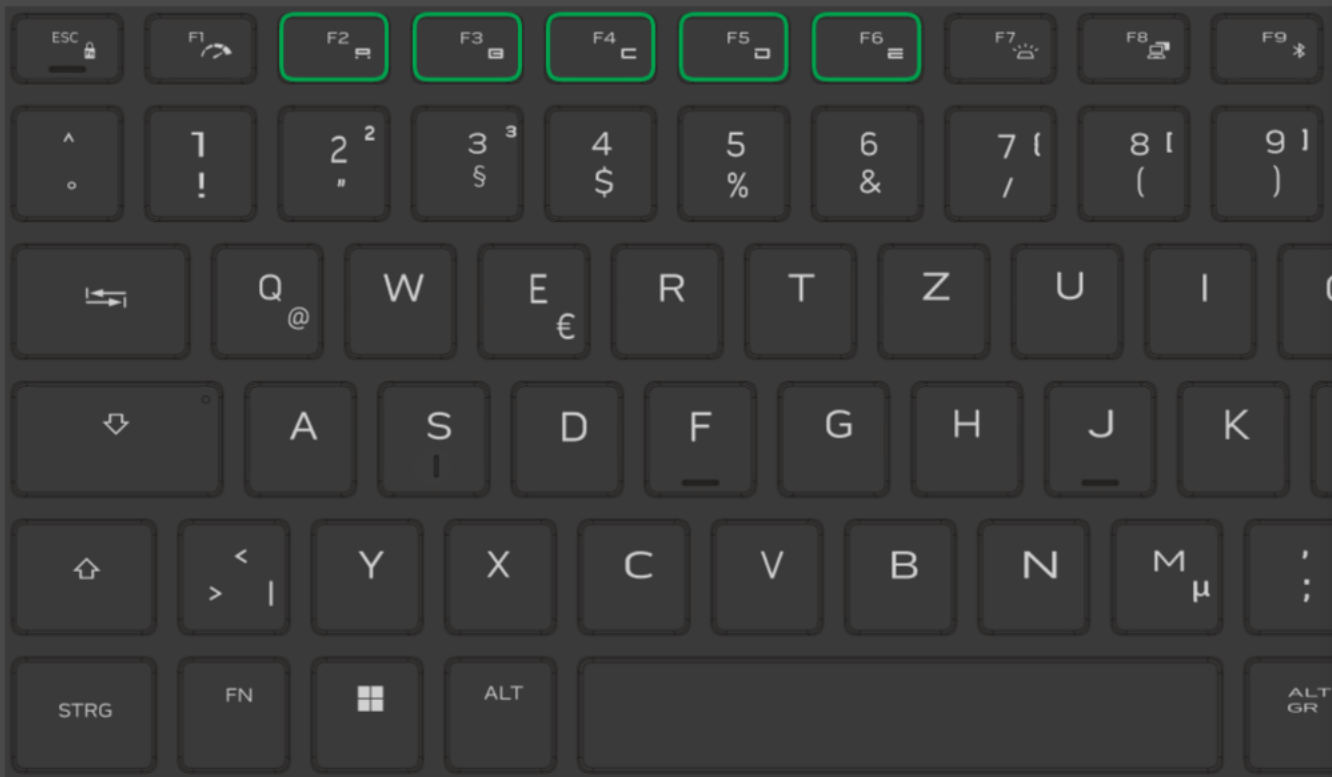 ESC F1 F2 F3 F4 F5 F6 F7 F8 F9
^ 1 2 ² 3 ³ 4 5 6 7 { 8 [ 9 ]
° ! " § $ % & / ( )
Q W E R T Z U I
@ €
A S D F G H J K
< Y X C V B N M ,
> | µ ;
STRG FN ALT ALT
GR